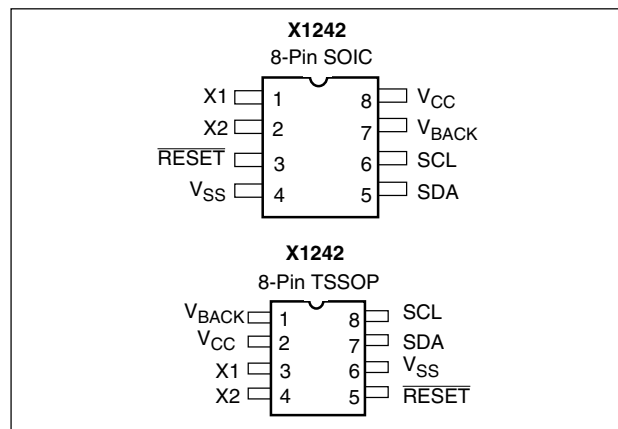 X1242
8-Pin SOIC
X1 1 8 VCC
X2 2 7 VBACK
RESET 3 6 SCL
VSS 4 5 SDA
X1242
8-Pin TSSOP
VBACK 1 8 SCL
VCC 2 7 SDA
X1 3 6 VSS
X2 4 5 RESET